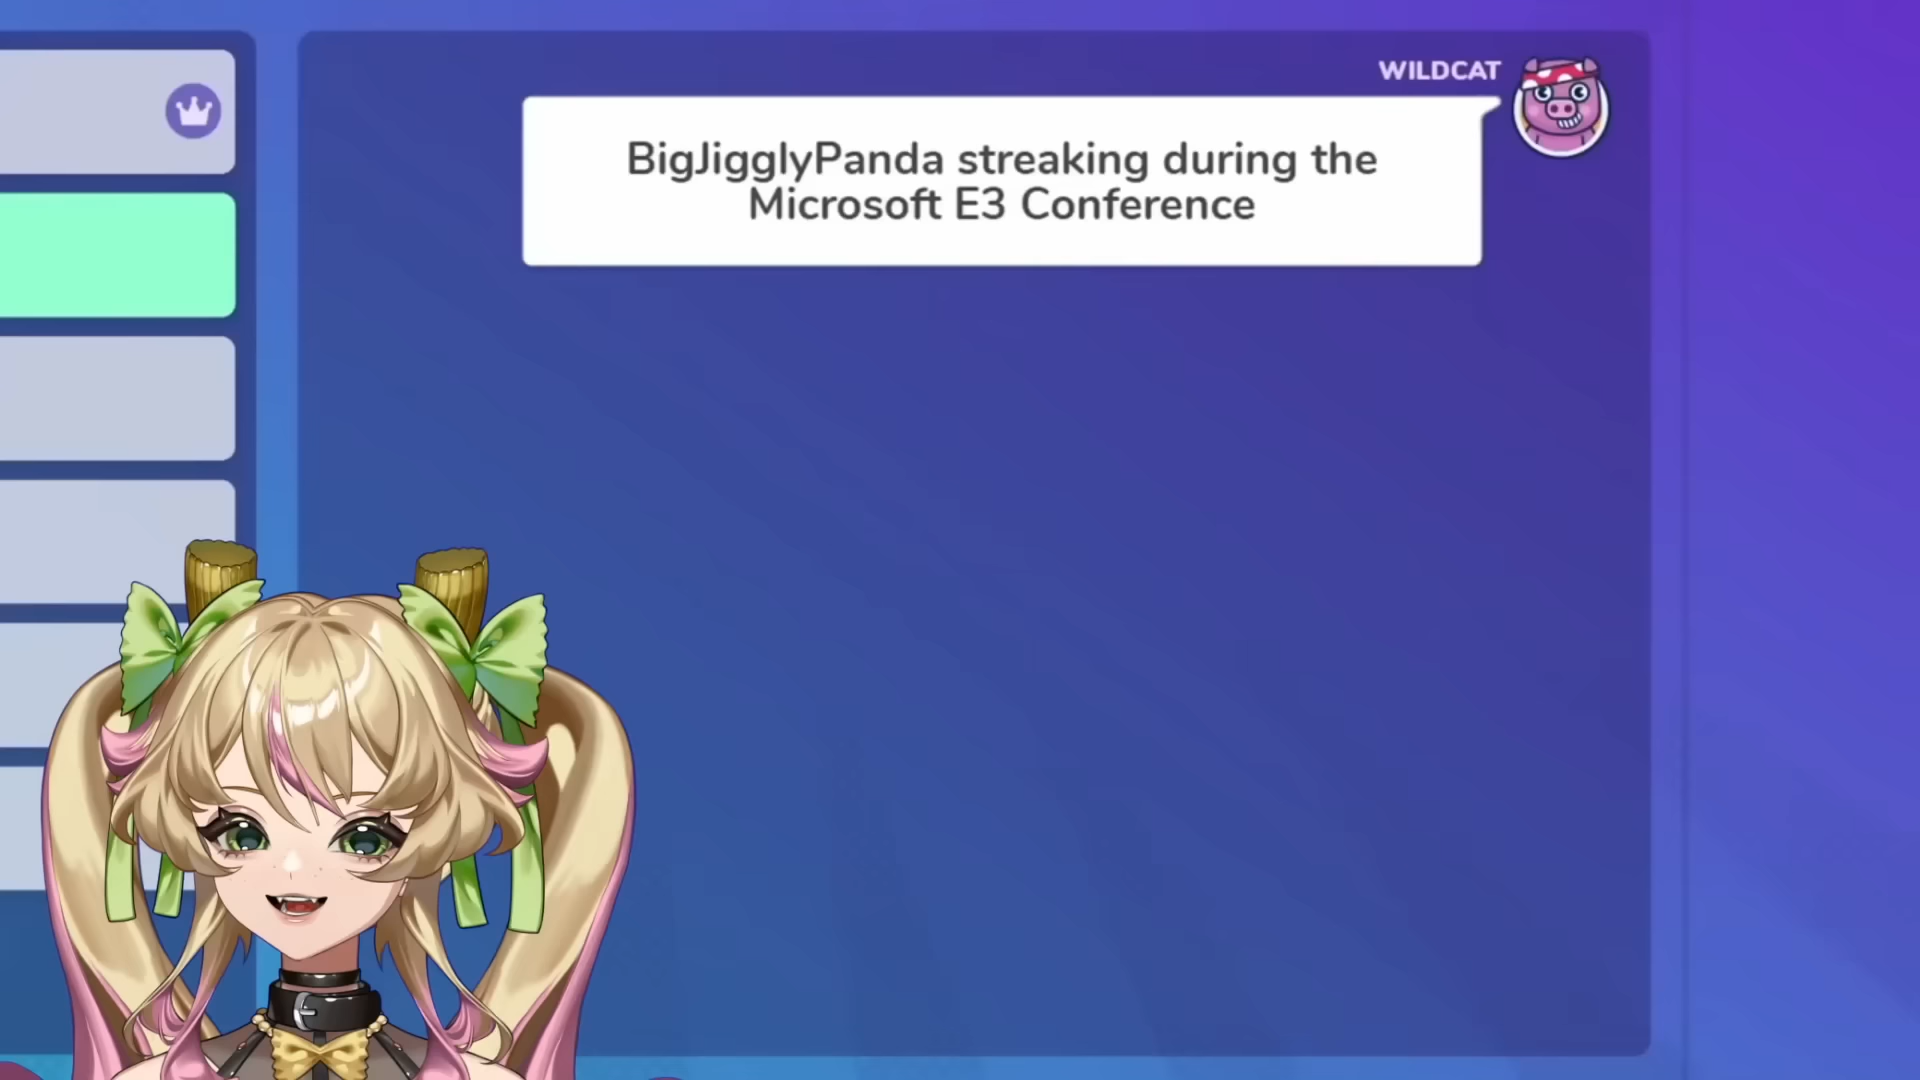 WILDCAT
BigJigglyPanda streaking during the
Microsoft E3 Conference